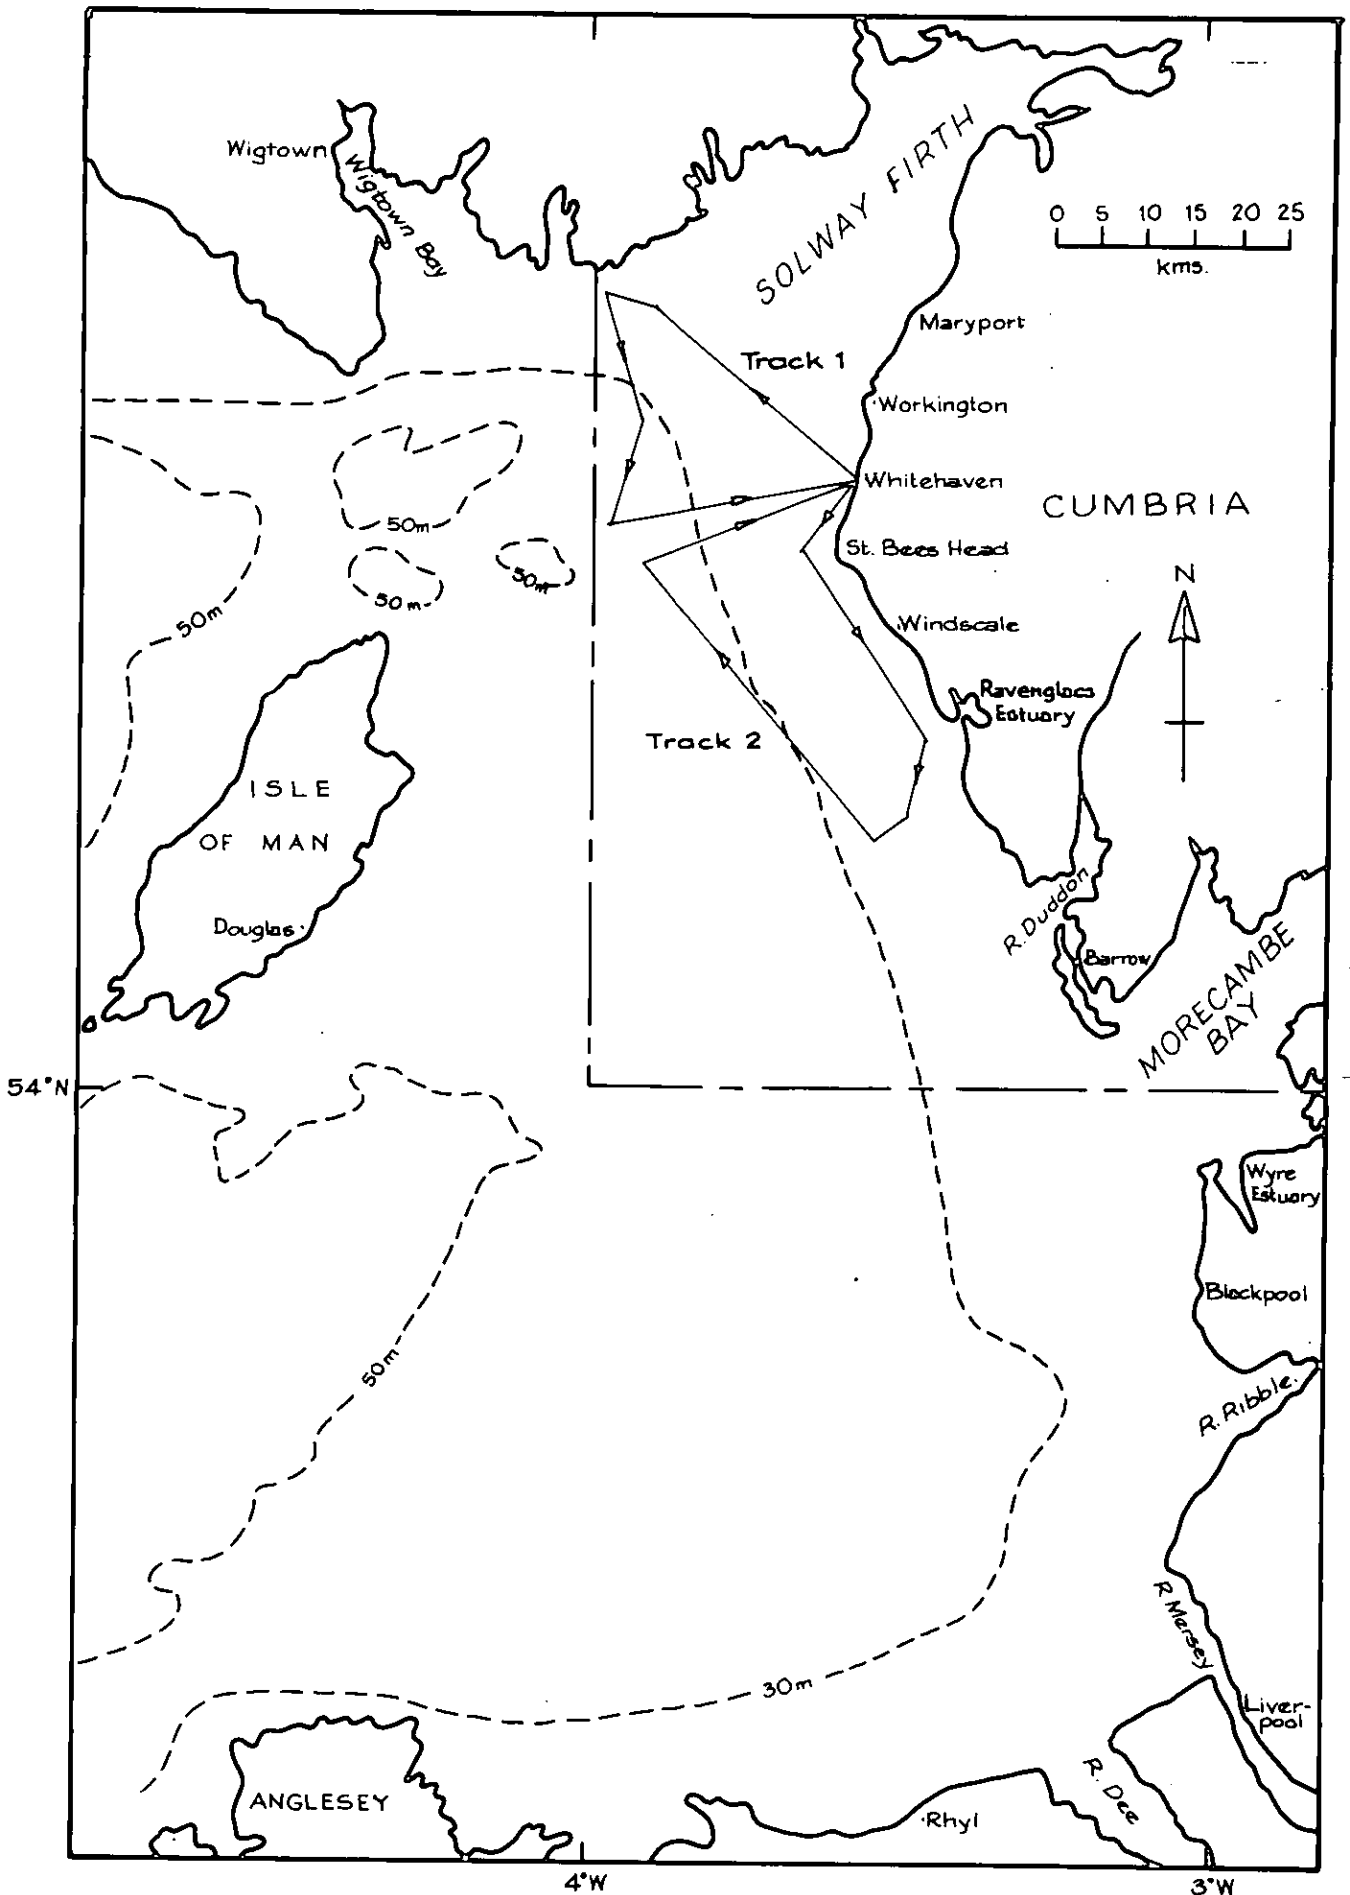 Wigtown
Wigtown Bay
SOLWAY FIRTH
0 5 10 15 20 25
kms.
Maryport
Track 1
Workington
Whitehaven
CUMBRIA
50m
St. Bees Head
50m
50m
N
50m
Windscale
Ravenglass
Estuary
Track 2
ISLE
OF MAN
R. Duddon
Douglas
Barrow
MORECAMBE
BAY
54°N
Wyre
Estuary
Blackpool
50m
R. Ribble.
R Mersey
30m
Liver-
pool
R. Dee
ANGLESEY
Rhyl
4°W
3°W